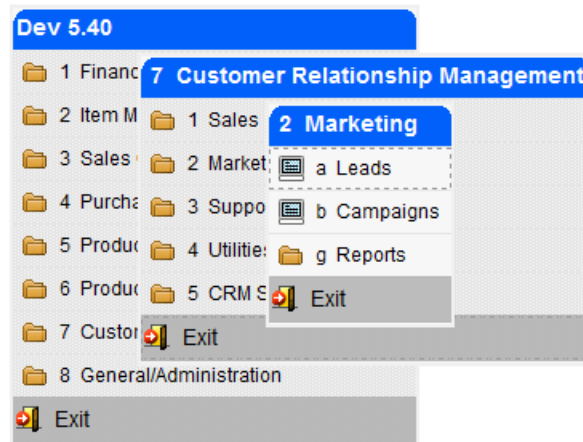 Dev 5.40
1 Financ
2 Item M
3 Sales
4 Purcha
5 Produc
6 Produc
7 Custor
8 General/Administration
Exit
7 Customer Relationship Management
1 Sales
2 Market
3 Suppo
4 Utilities
5 CRM S
Exit
2 Marketing
a Leads
b Campaigns
g Reports
Exit